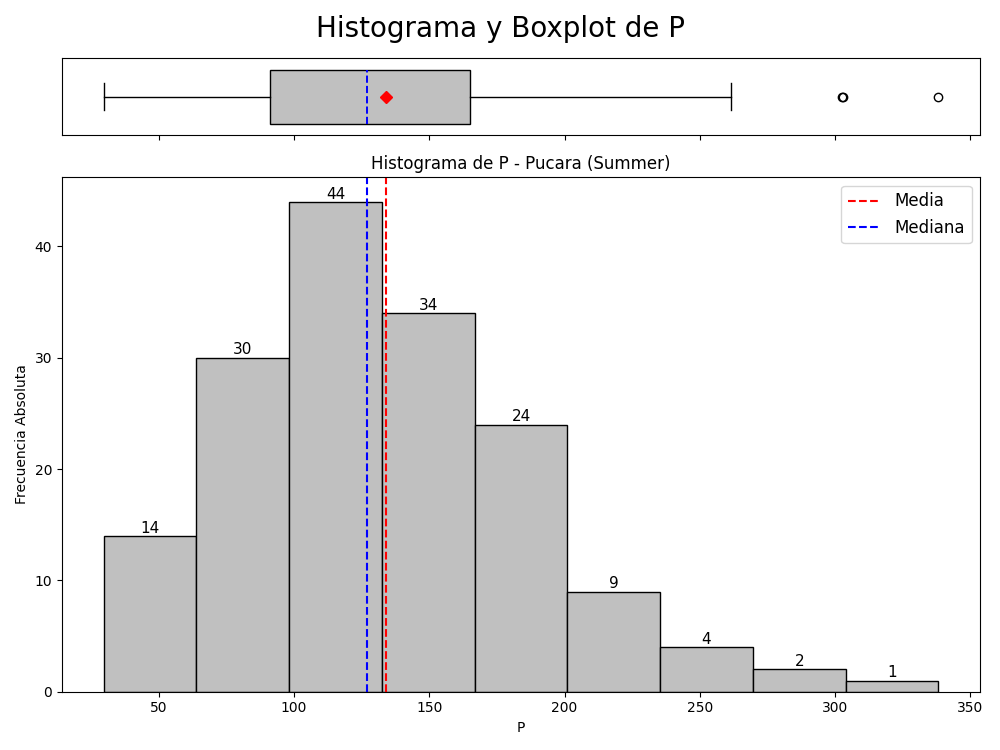 Histograma y Boxplot de P
Histograma de P - Pucara (Summer)
Media
Mediana
44
34
30
24
14
9
4
2
1
Frecuencia Absoluta
40
30
20
10
0
50 100 150 200 250 300 350
P